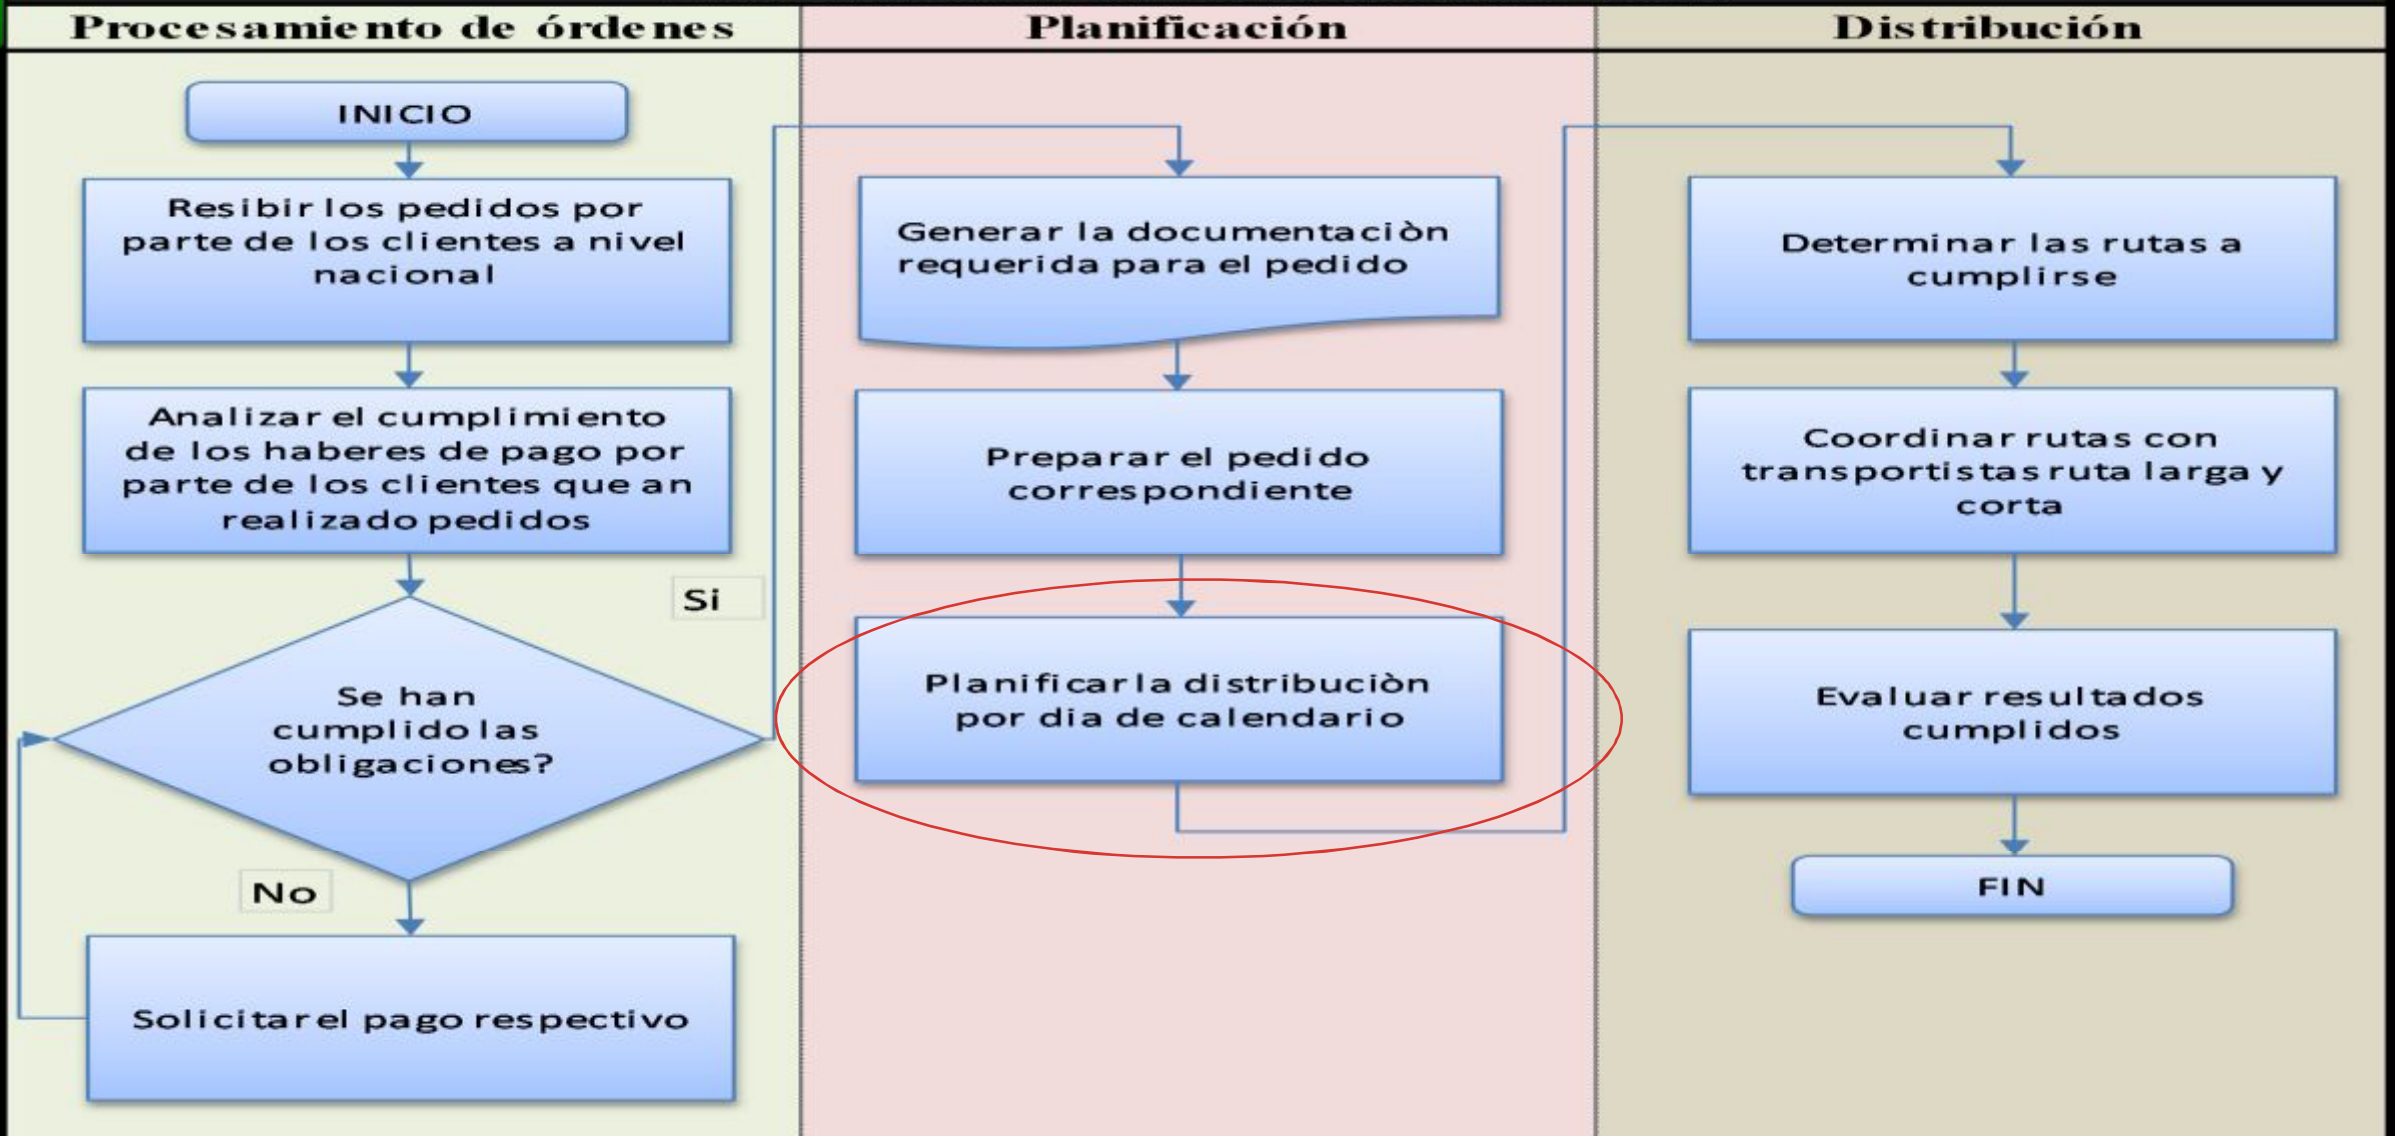 Procesamiento de órdenes
INICIO
Resibir los pedidos por
parte de los clientes a nivel
nacional
Analizar el cumplimiento
de los haberes de pago por
parte de los clientes que an
realizado pedidos
Si
Se han
cumplido las
obligaciones?
No
Solicitar el pago respectivo
Planificación
Generar la documentaciòn
requerida para el pedido
Preparar el pedido
correspondiente
Planificar la distribuciòn
por dia de calendario
Distribución
Determinar las rutas a
cumplirse
Coordinar rutas con
transportistas ruta larga y
corta
Evaluar resultados
cumplidos
FIN